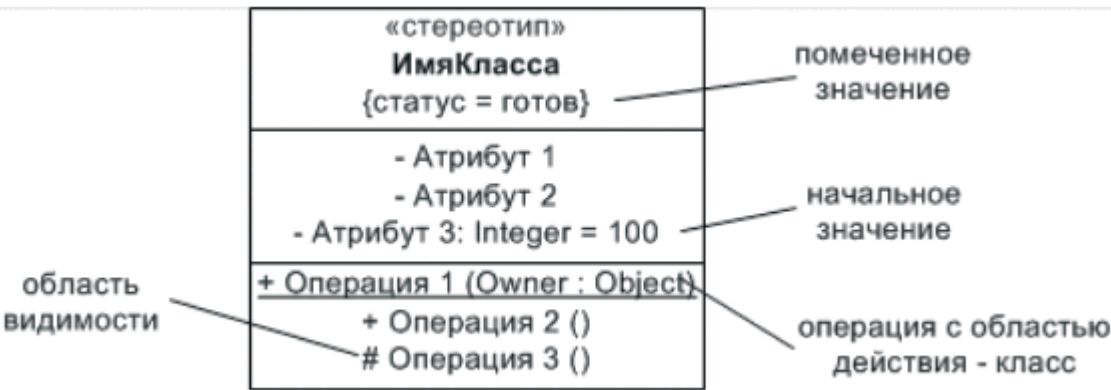 «стереотип»
ИмяКласса
{статус = готов}
помеченное
значение
- Атрибут 1
- Атрибут 2
- Атрибут 3: Integer = 100
начальное
значение
+ Операция 1 (Owner : Object)
+ Операция 2 ()
# Операция 3 ()
область
видимости
операция с областью
действия - класс